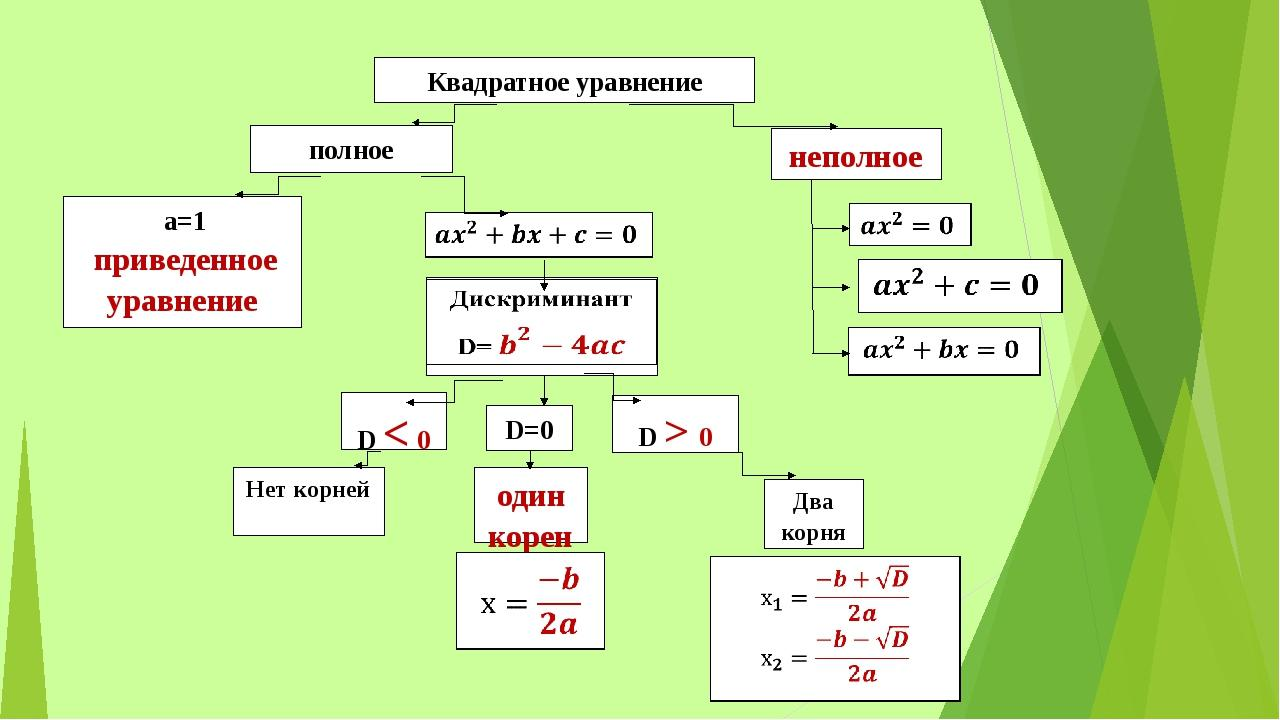 Квадратное уравнение
полное
неполное
а=1
приведенное
уравнение
ax² + bx + c = 0
ax² = 0
ax² + c = 0
ax² + bx = 0
Дискриминант
D= b² − 4ac
D < 0
D=0
D > 0
Нет корней
один
корен
Два
корня
x = −b/2a
x₁ = −b + √D/2a
x₂ = −b − √D/2a